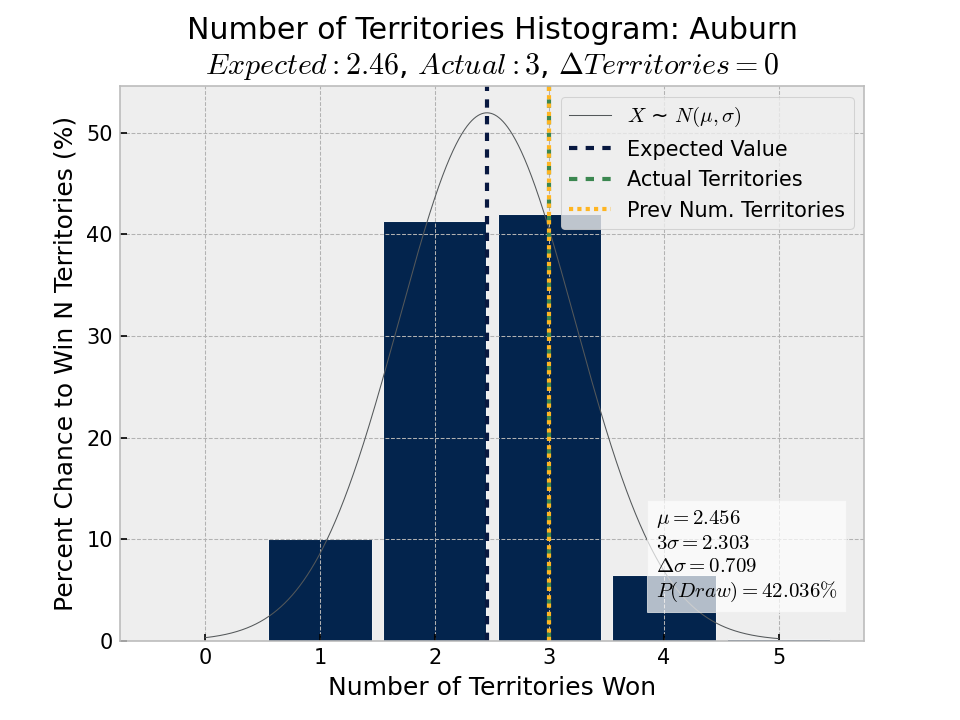 Number of Territories Histogram: Auburn
Expected : 2.46, Actual : 3, ΔTerritories = 0
Percent Chance to Win N Territories (%)
50
40
30
20
10
0
X ~ N(μ, σ)
Expected Value
Actual Territories
Prev Num. Territories
μ = 2.456
3σ = 2.303
Δσ = 0.709
P(Draw) = 42.036%
0 1 2 3 4 5
Number of Territories Won